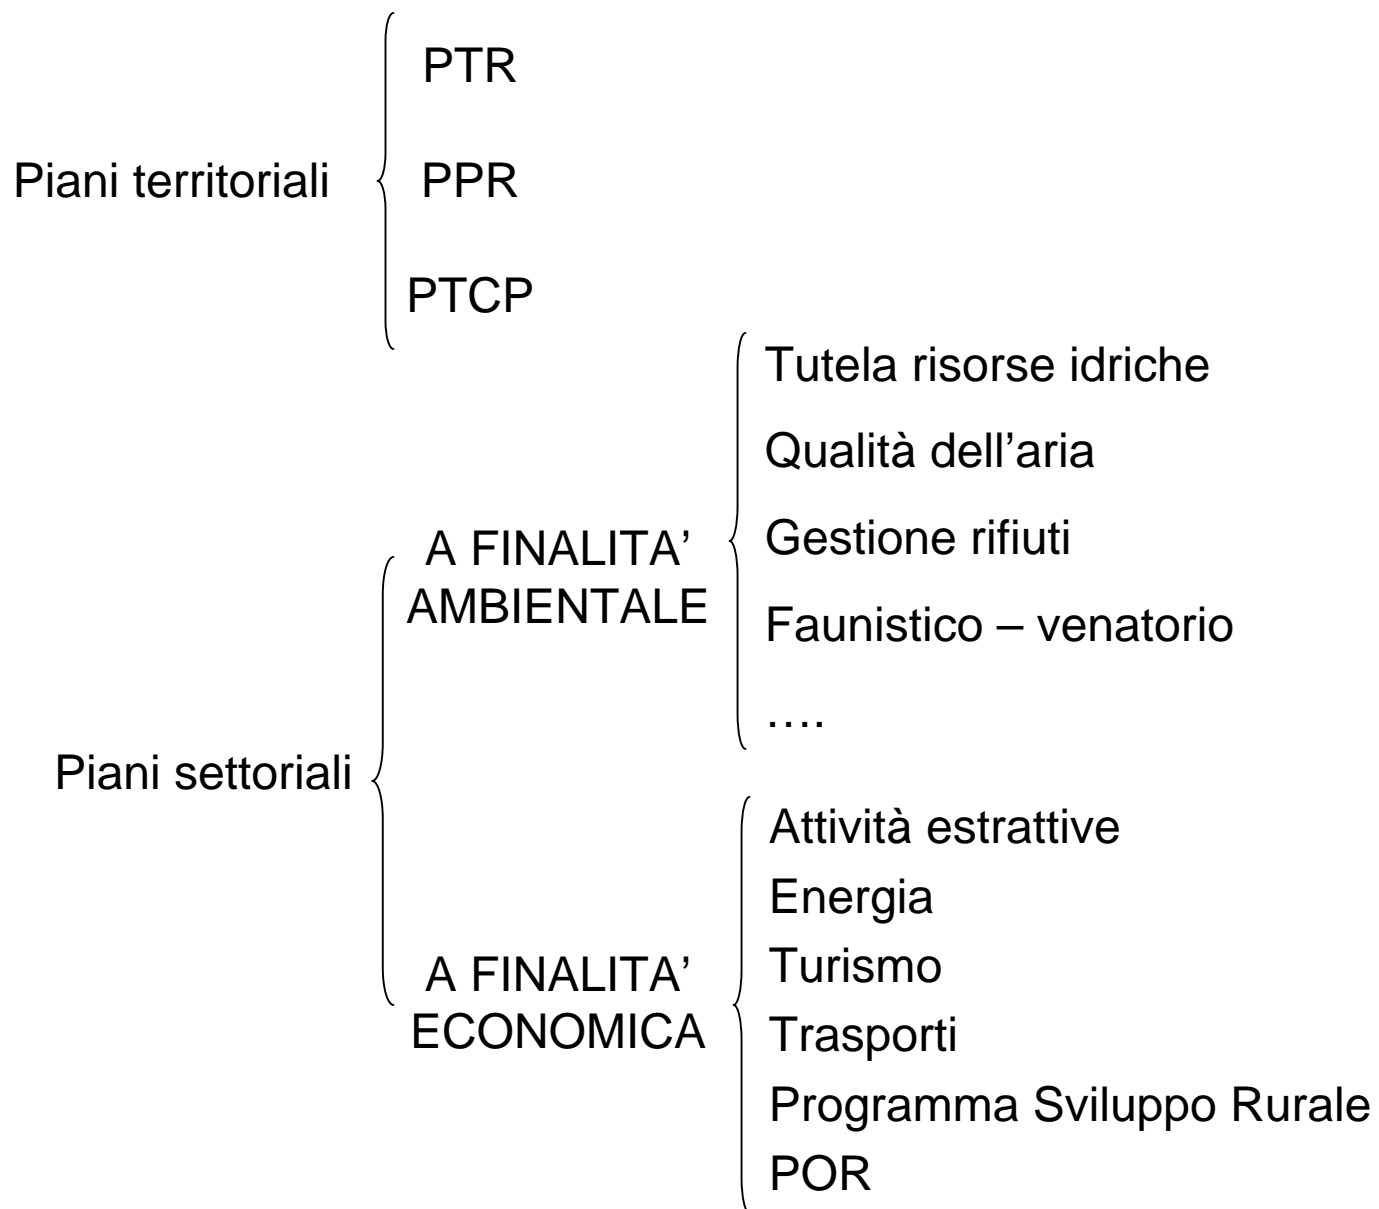 Piani territoriali
PTR
PPR
PTCP
Piani settoriali
A FINALITA’
AMBIENTALE
Tutela risorse idriche
Qualità dell’aria
Gestione rifiuti
Faunistico – venatorio
….
A FINALITA’
ECONOMICA
Attività estrattive
Energia
Turismo
Trasporti
Programma Sviluppo Rurale
POR